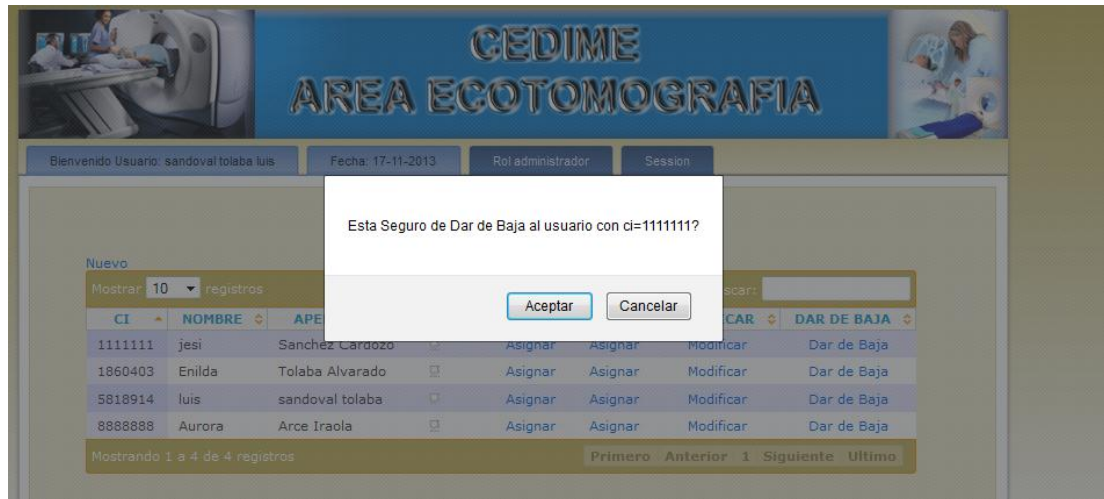 CEDIME
AREA ECOTOMOGRAFIA
Bienvenido Usuario: sandoval tolaba luis Fecha: 17-11-2013 Rol administrador Session
Esta Seguro de Dar de Baja al usuario con ci=1111111?
Aceptar Cancelar
Nuevo
Mostrar 10 registros scar:
CI NOMBRE APE CAR DAR DE BAJA
1111111 jesi Sanchez Cardozo Asignar Asignar Modificar Dar de Baja
1860403 Enilda Tolaba Alvarado Asignar Asignar Modificar Dar de Baja
5818914 luis sandoval tolaba Asignar Asignar Modificar Dar de Baja
8888888 Aurora Arce Iraola Asignar Asignar Modificar Dar de Baja
Mostrando 1 a 4 de 4 registros Primero Anterior 1 Siguiente Ultimo